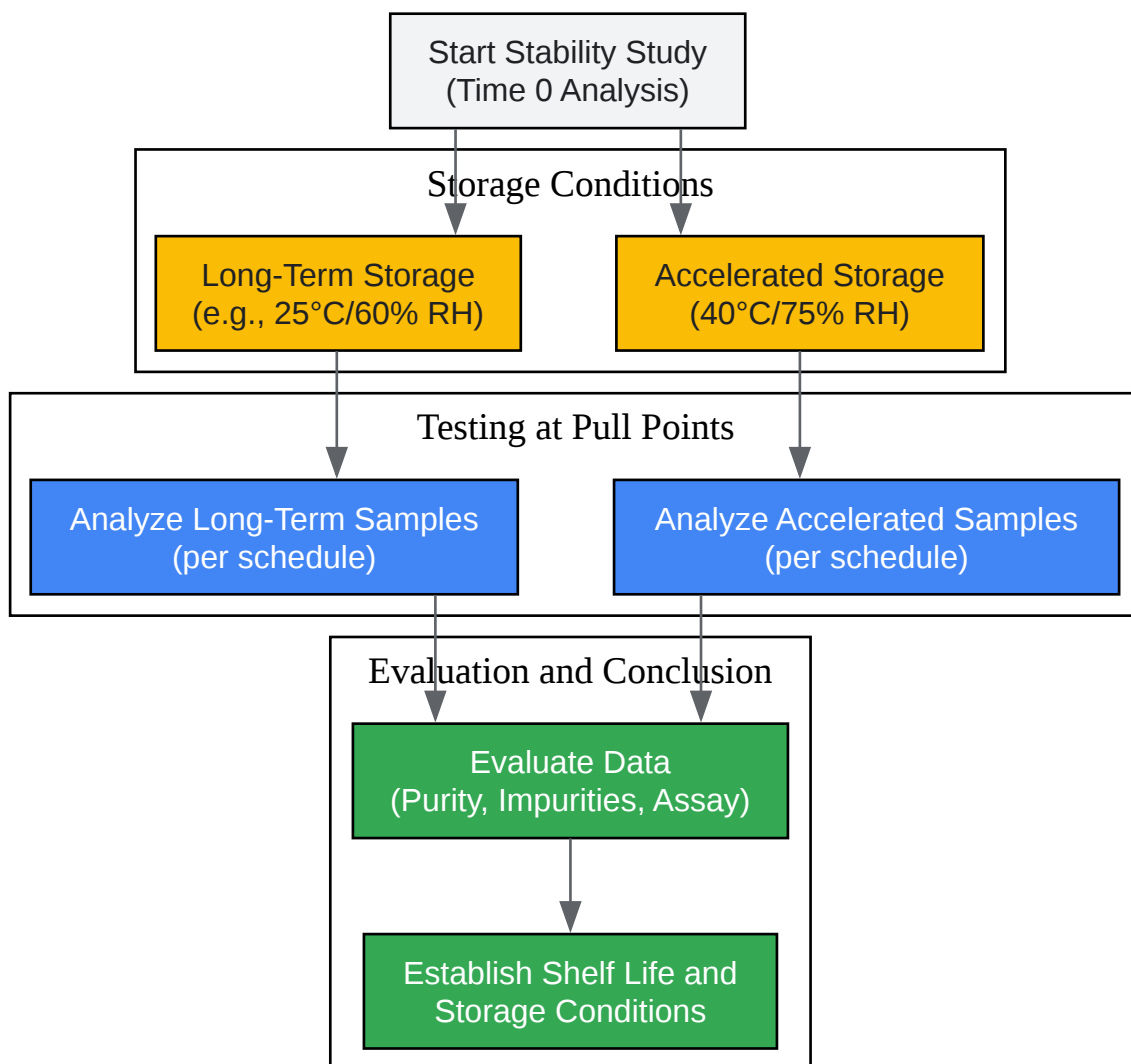 Start Stability Study
(Time 0 Analysis)
Storage Conditions
Long-Term Storage
(e.g., 25°C/60% RH)
Accelerated Storage
(40°C/75% RH)
Testing at Pull Points
Analyze Long-Term Samples
(per schedule)
Analyze Accelerated Samples
(per schedule)
Evaluation and Conclusion
Evaluate Data
(Purity, Impurities, Assay)
Establish Shelf Life and
Storage Conditions